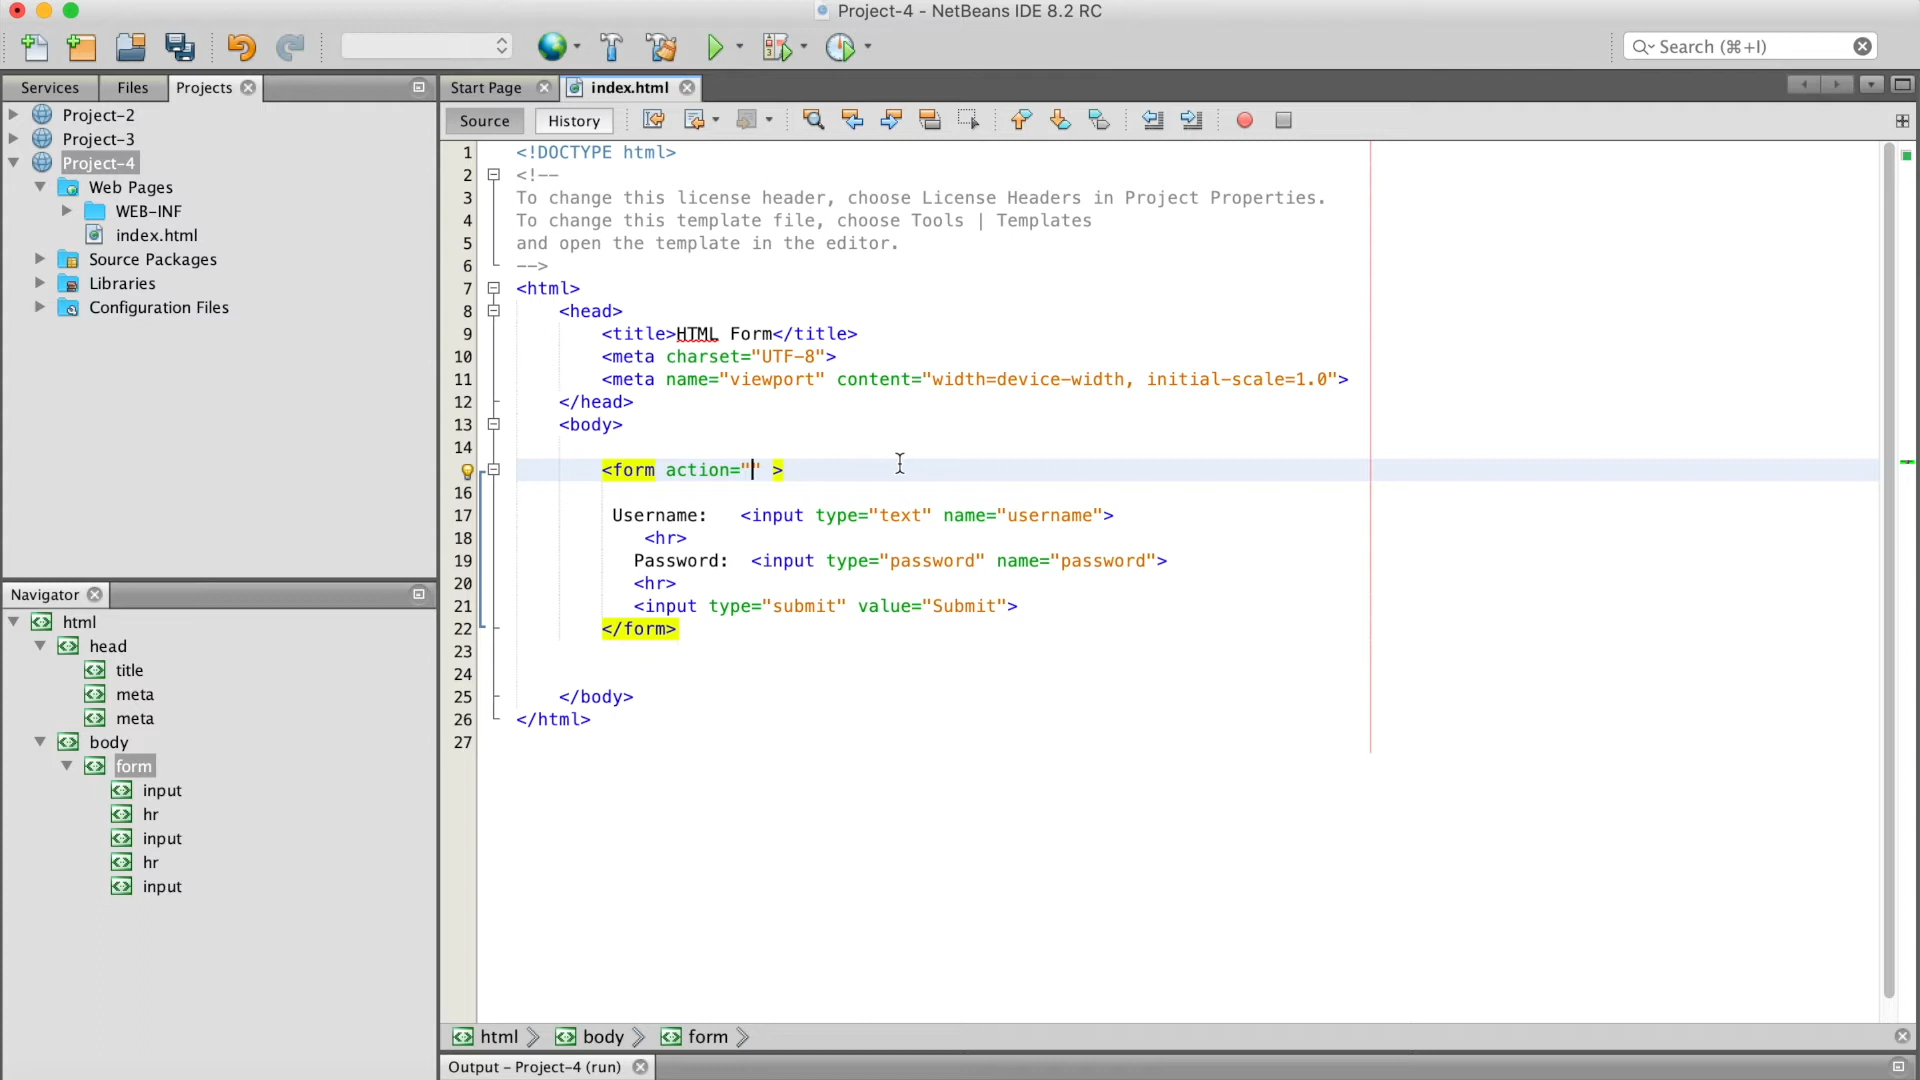 Project-4 - NetBeans IDE 8.2 RC
Search (⌘+I)
Services
Files
Projects
Project-2
Project-3
Project-4
Web Pages
WEB-INF
index.html
Source Packages
Libraries
Configuration Files
Navigator
html
head
title
meta
meta
body
form
input
hr
input
hr
input
Start Page
index.html
Source
History
1 <!DOCTYPE html>
2 <!--
3 To change this license header, choose License Headers in Project Properties.
4 To change this template file, choose Tools | Templates
5 and open the template in the editor.
6 -->
7 <html>
8 <head>
9 <title>HTML Form</title>
10 <meta charset="UTF-8">
11 <meta name="viewport" content="width=device-width, initial-scale=1.0">
12 </head>
13 <body>
14
<form action="" >
16
17 Username: <input type="text" name="username">
18 <hr>
19 Password: <input type="password" name="password">
20 <hr>
21 <input type="submit" value="Submit">
22 </form>
23
24
25 </body>
26 </html>
27
html body form
Output - Project-4 (run)